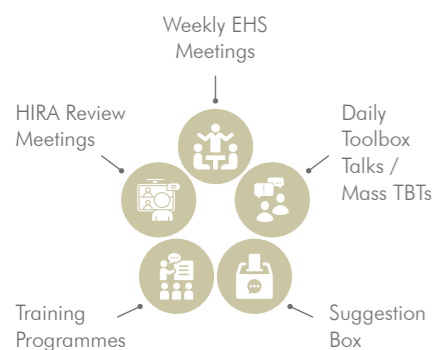 Weekly EHS
Meetings
HIRA Review
Meetings
Daily
Toolbox
Talks /
Mass TBTs
Training
Programmes
Suggestion
Box